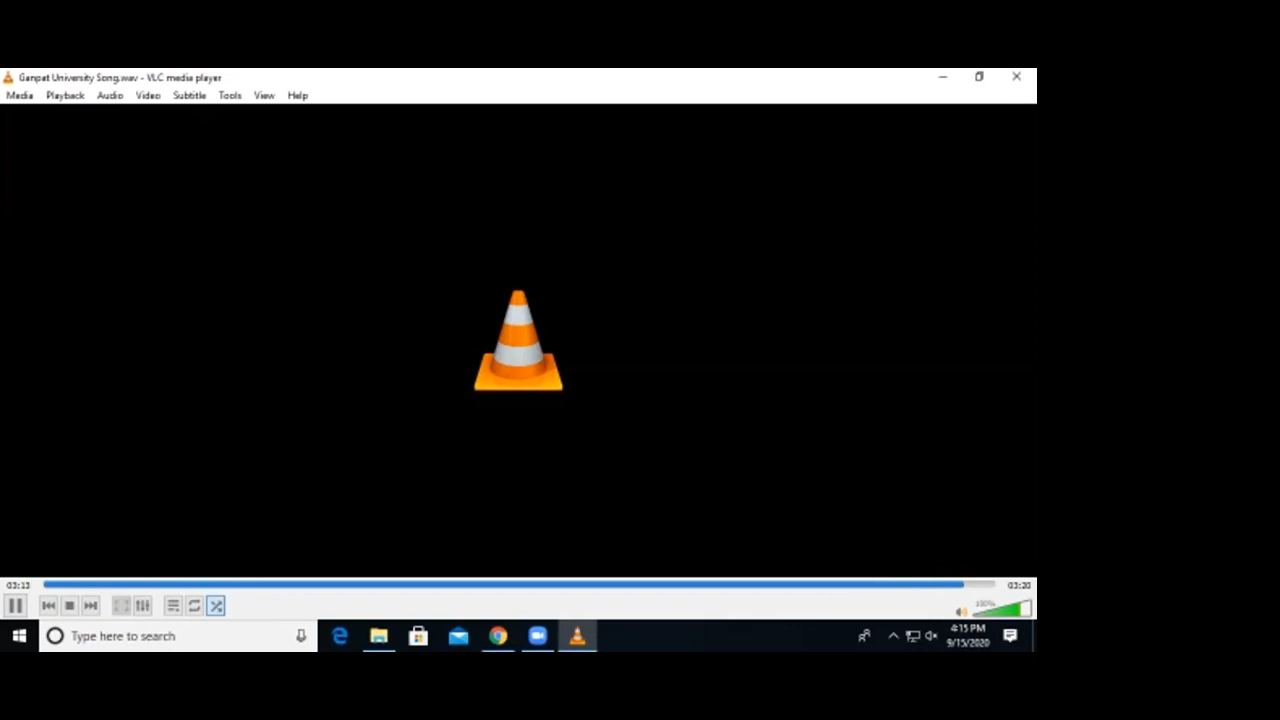 Ganpat University Song.wav - VLC media player
Media Playback Audio Video Subtitle Tools View Help
03:13 03:20
100%
Type here to search
4:15 PM
9/15/2020